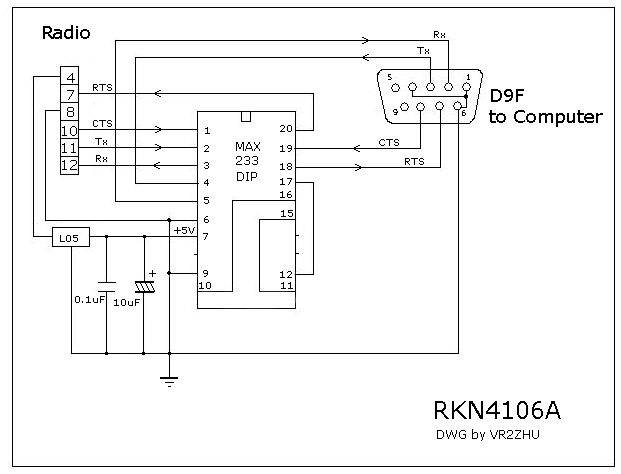 Radio
4
7
8
10
11
12
RTS
CTS
Tx
Rx
Rx
Tx
5
1
9
6
D9F
to Computer
CTS
RTS
MAX
233
DIP
1
2
3
4
5
6
7
9
10
20
19
18
17
16
15
12
11
+5V
L05
0.1uF
10uF
+
RKN4106A
DWG by VR2ZHU